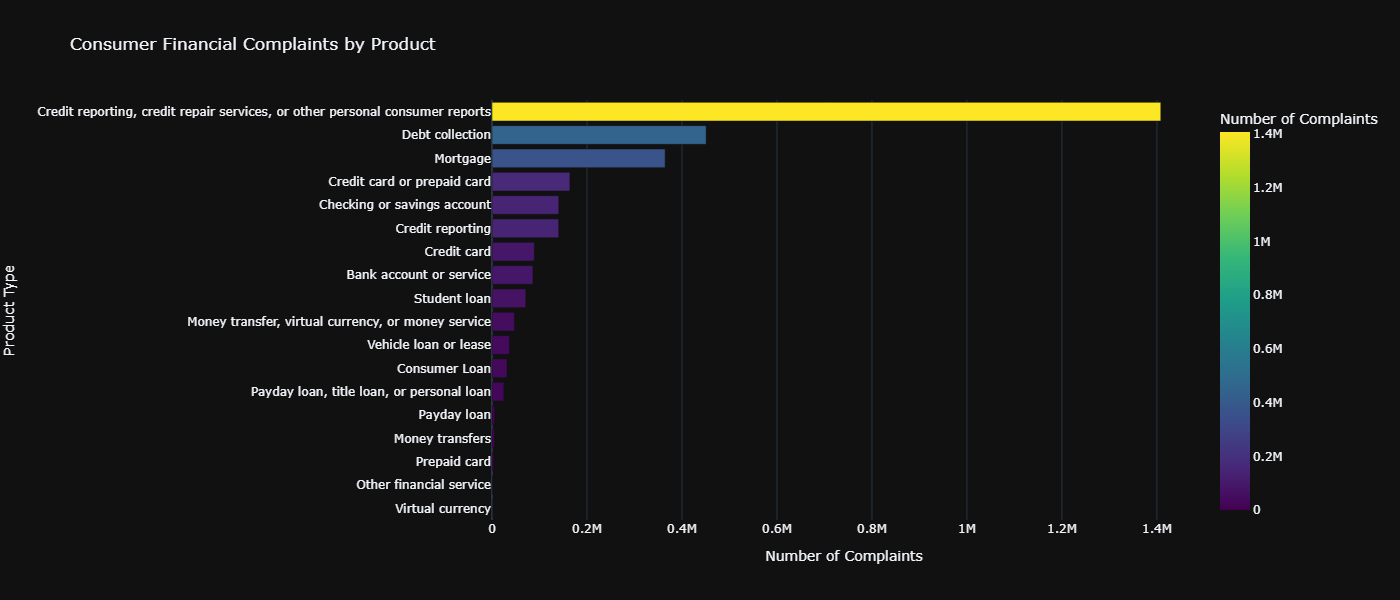 Consumer Financial Complaints by Product
Product Type
Credit reporting, credit repair services, or other personal consumer reports
Debt collection
Mortgage
Credit card or prepaid card
Checking or savings account
Credit reporting
Credit card
Bank account or service
Student loan
Money transfer, virtual currency, or money service
Vehicle loan or lease
Consumer Loan
Payday loan, title loan, or personal loan
Payday loan
Money transfers
Prepaid card
Other financial service
Virtual currency
0 0.2M 0.4M 0.6M 0.8M 1M 1.2M 1.4M
Number of Complaints
Number of Complaints
1.4M
1.2M
1M
0.8M
0.6M
0.4M
0.2M
0